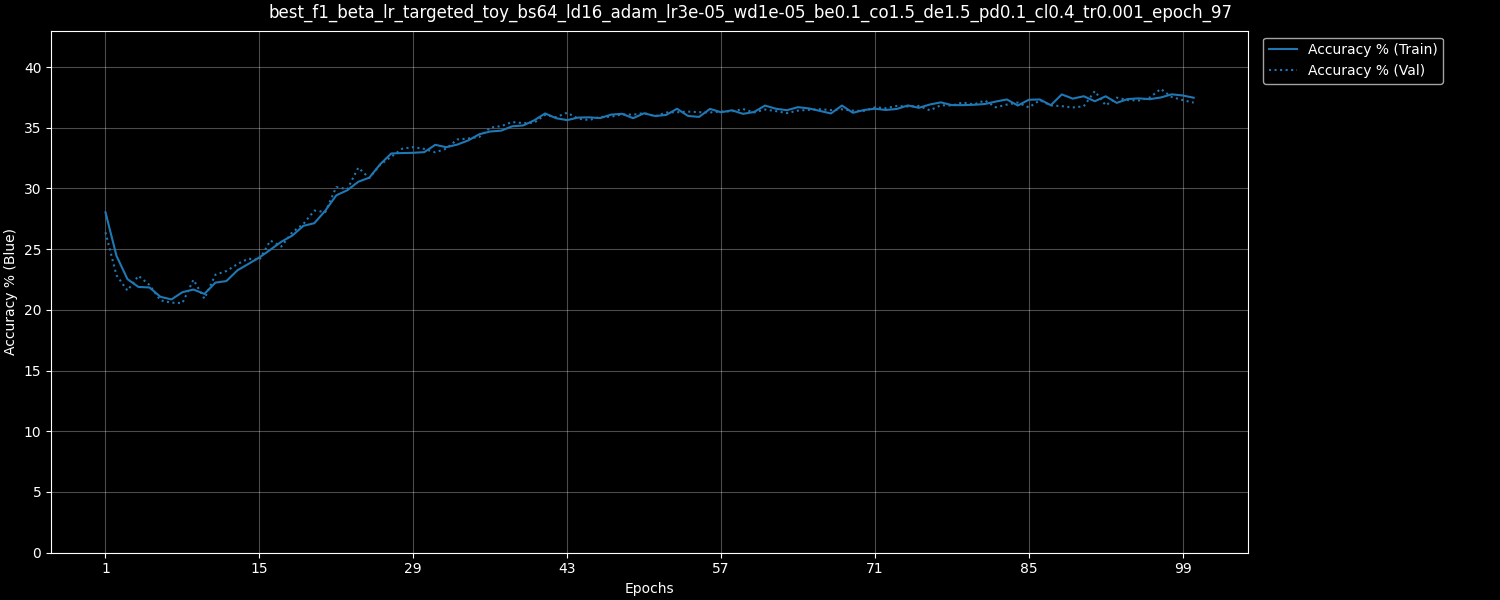 best_f1_beta_lr_targeted_toy_bs64_ld16_adam_lr3e-05_wd1e-05_be0.1_co1.5_de1.5_pd0.1_cl0.4_tr0.001_epoch_97
Accuracy % (Train)
Accuracy % (Val)
Accuracy % (Blue)
40
35
30
25
20
15
10
5
0
1 15 29 43 57 71 85 99
Epochs